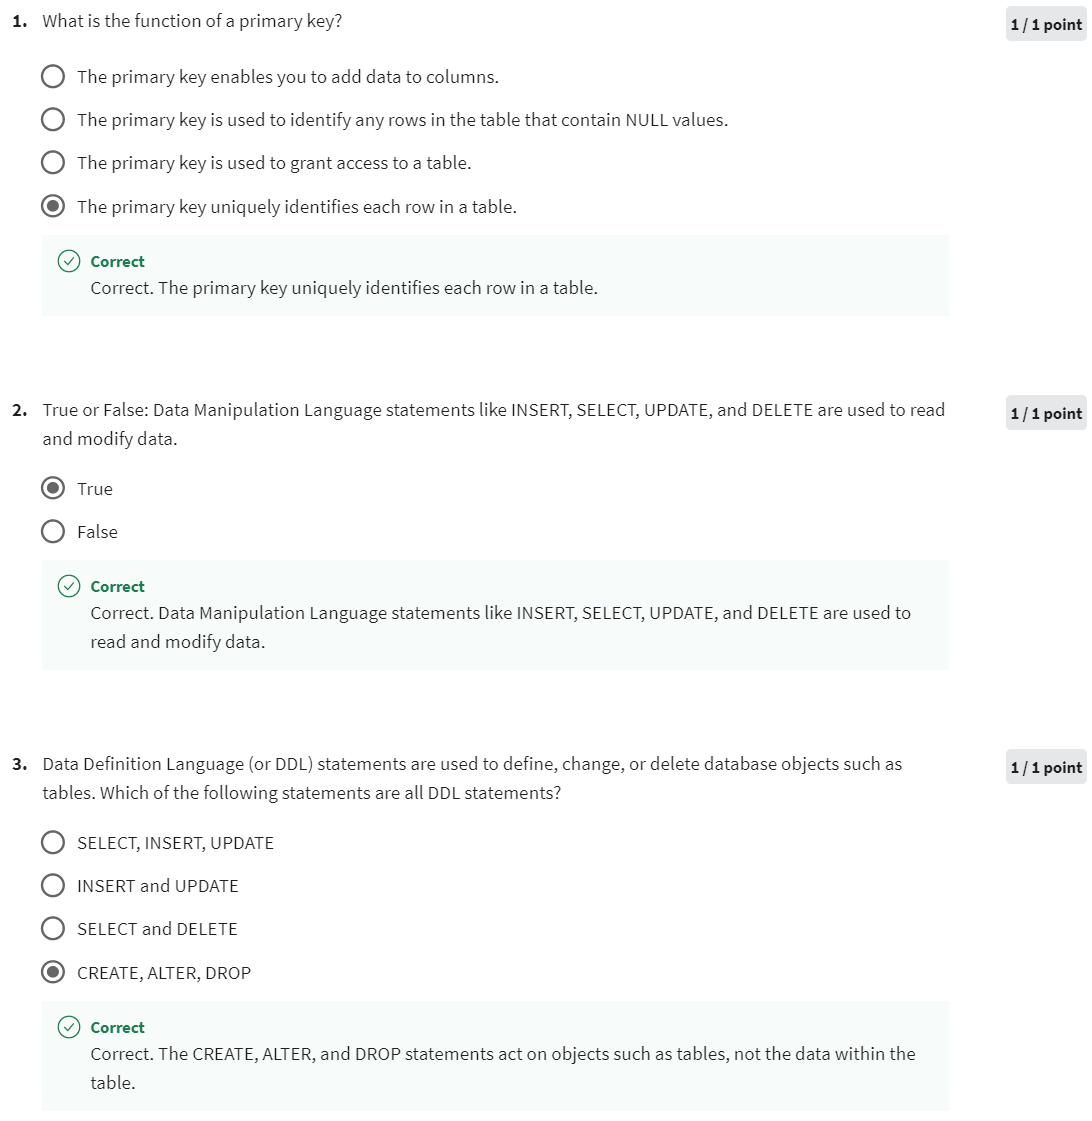 1. What is the function of a primary key?
1 / 1 point
The primary key enables you to add data to columns.
The primary key is used to identify any rows in the table that contain NULL values.
The primary key is used to grant access to a table.
The primary key uniquely identifies each row in a table.
Correct
Correct. The primary key uniquely identifies each row in a table.
2. True or False: Data Manipulation Language statements like INSERT, SELECT, UPDATE, and DELETE are used to read
1 / 1 point
and modify data.
True
False
Correct
Correct. Data Manipulation Language statements like INSERT, SELECT, UPDATE, and DELETE are used to
read and modify data.
3. Data Definition Language (or DDL) statements are used to define, change, or delete database objects such as
1 / 1 point
tables. Which of the following statements are all DDL statements?
SELECT, INSERT, UPDATE
INSERT and UPDATE
SELECT and DELETE
CREATE, ALTER, DROP
Correct
Correct. The CREATE, ALTER, and DROP statements act on objects such as tables, not the data within the
table.